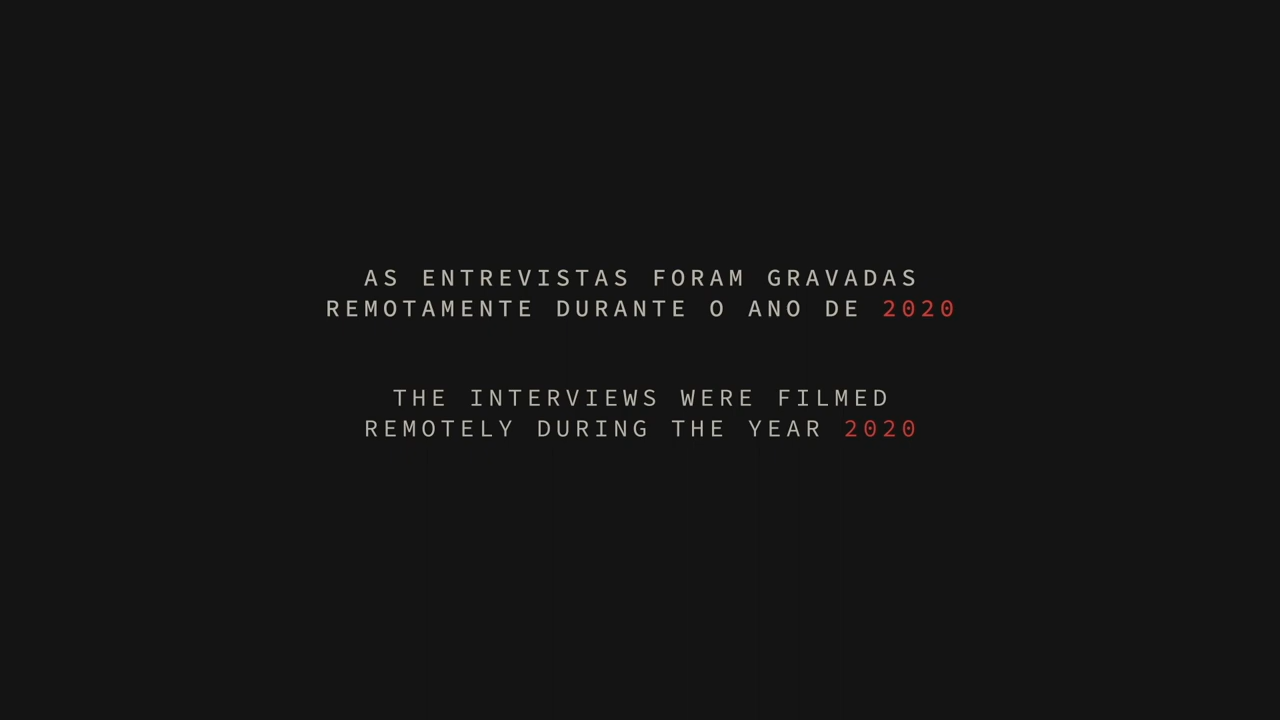 AS ENTREVISTAS FORAM GRAVADAS
REMOTAMENTE DURANTE O ANO DE 2020
THE INTERVIEWS WERE FILMED
REMOTELY DURING THE YEAR 2020